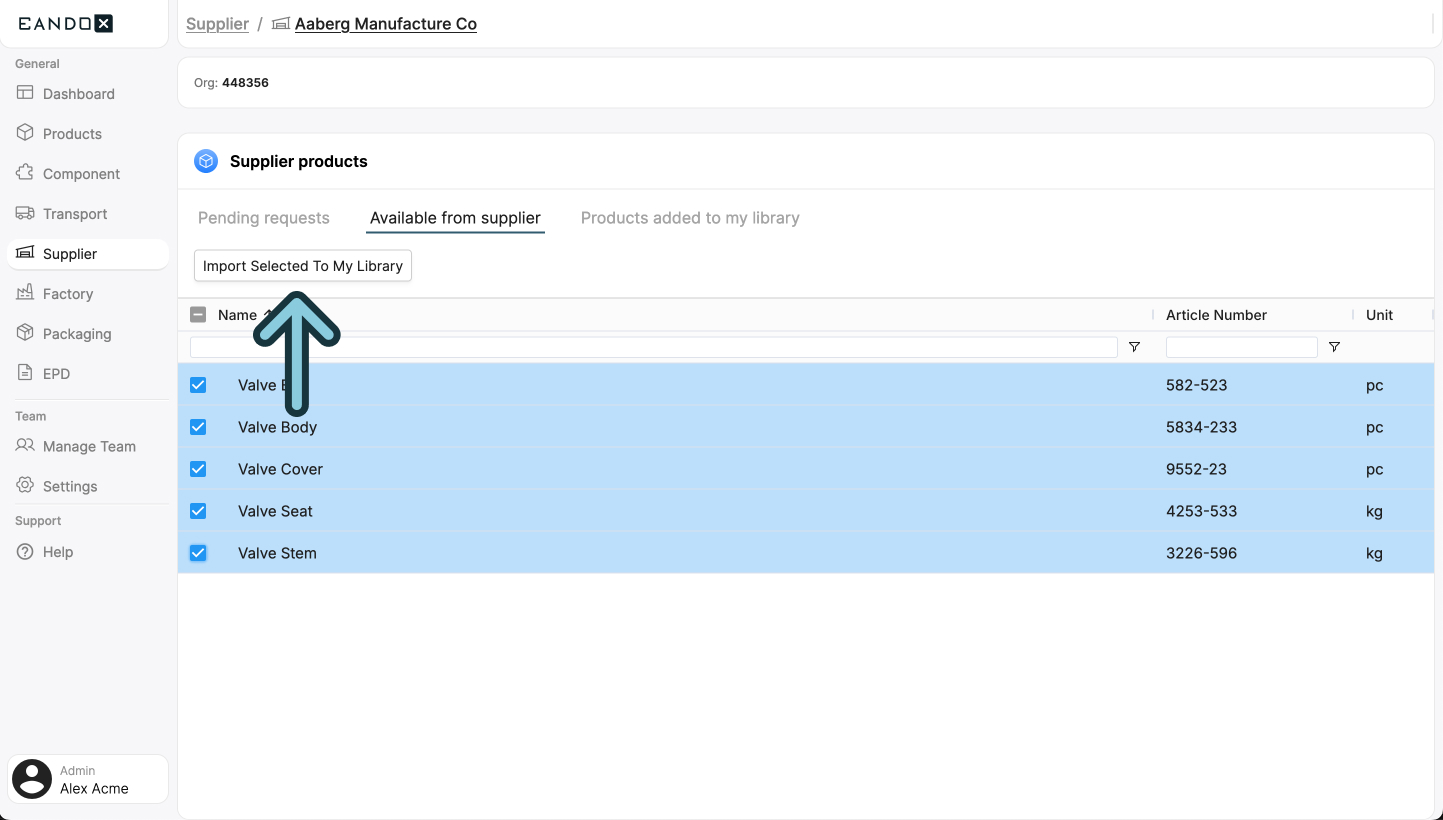 EANDOX
Supplier / Aaberg Manufacture Co
Org: 448356
General
Dashboard
Products
Component
Transport
Supplier
Factory
Packaging
EPD
Team
Manage Team
Settings
Support
Help
Admin
Alex Acme
Supplier products
Pending requests Available from supplier Products added to my library
Import Selected To My Library
Name Article Number Unit
Valve 582-523 pc
Valve Body 5834-233 pc
Valve Cover 9552-23 pc
Valve Seat 4253-533 kg
Valve Stem 3226-596 kg